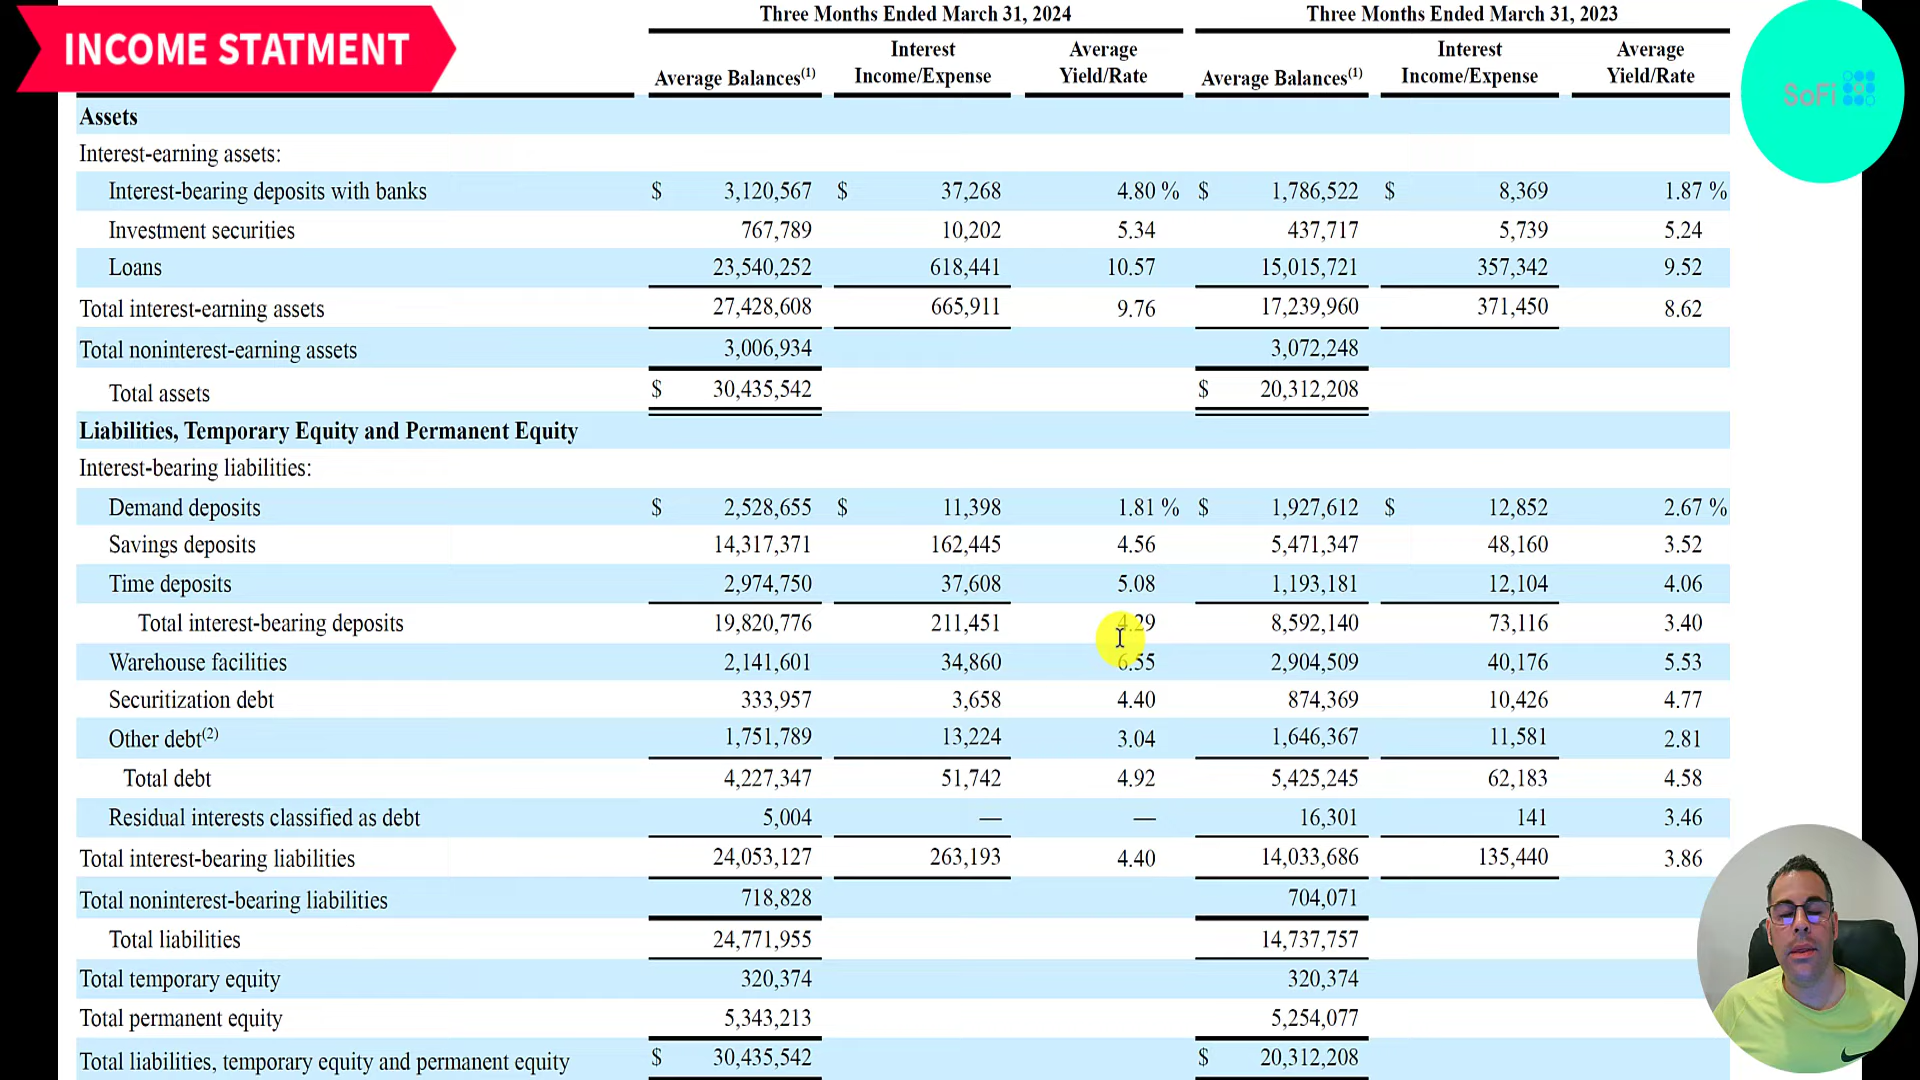 INCOME STATMENT
Three Months Ended March 31, 2024 Three Months Ended March 31, 2023
Average Balances(1) Interest Income/Expense Average Yield/Rate Average Balances(1) Interest Income/Expense Average Yield/Rate
SoFi
Assets
Interest-earning assets:
Interest-bearing deposits with banks $ 3,120,567 $ 37,268 4.80 % $ 1,786,522 $ 8,369 1.87 %
Investment securities 767,789 10,202 5.34 437,717 5,739 5.24
Loans 23,540,252 618,441 10.57 15,015,721 357,342 9.52
Total interest-earning assets 27,428,608 665,911 9.76 17,239,960 371,450 8.62
Total noninterest-earning assets 3,006,934 3,072,248
Total assets $ 30,435,542 $ 20,312,208
Liabilities, Temporary Equity and Permanent Equity
Interest-bearing liabilities:
Demand deposits $ 2,528,655 $ 11,398 1.81 % $ 1,927,612 $ 12,852 2.67 %
Savings deposits 14,317,371 162,445 4.56 5,471,347 48,160 3.52
Time deposits 2,974,750 37,608 5.08 1,193,181 12,104 4.06
Total interest-bearing deposits 19,820,776 211,451 4.29 8,592,140 73,116 3.40
Warehouse facilities 2,141,601 34,860 6.55 2,904,509 40,176 5.53
Securitization debt 333,957 3,658 4.40 874,369 10,426 4.77
Other debt(2) 1,751,789 13,224 3.04 1,646,367 11,581 2.81
Total debt 4,227,347 51,742 4.92 5,425,245 62,183 4.58
Residual interests classified as debt 5,004 — — 16,301 141 3.46
Total interest-bearing liabilities 24,053,127 263,193 4.40 14,033,686 135,440 3.86
Total noninterest-bearing liabilities 718,828 704,071
Total liabilities 24,771,955 14,737,757
Total temporary equity 320,374 320,374
Total permanent equity 5,343,213 5,254,077
Total liabilities, temporary equity and permanent equity $ 30,435,542 $ 20,312,208